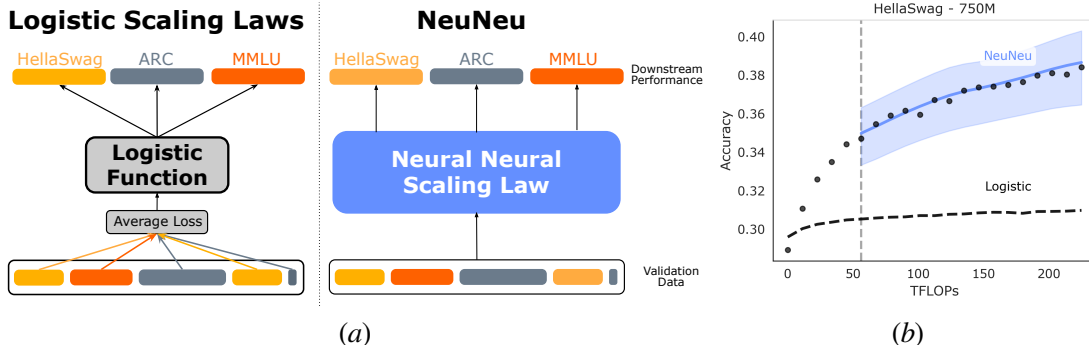 Logistic Scaling Laws
HellaSwag ARC MMLU
Logistic
Function
Average Loss
NeuNeu
HellaSwag ARC MMLU
Downstream
Performance
Neural Neural
Scaling Law
Validation
Data
(a)
HellaSwag - 750M
Accuracy
0.40
0.38
0.36
0.34
0.32
0.30
NeuNeu
Logistic
0 50 100 150 200
TFLOPs
(b)